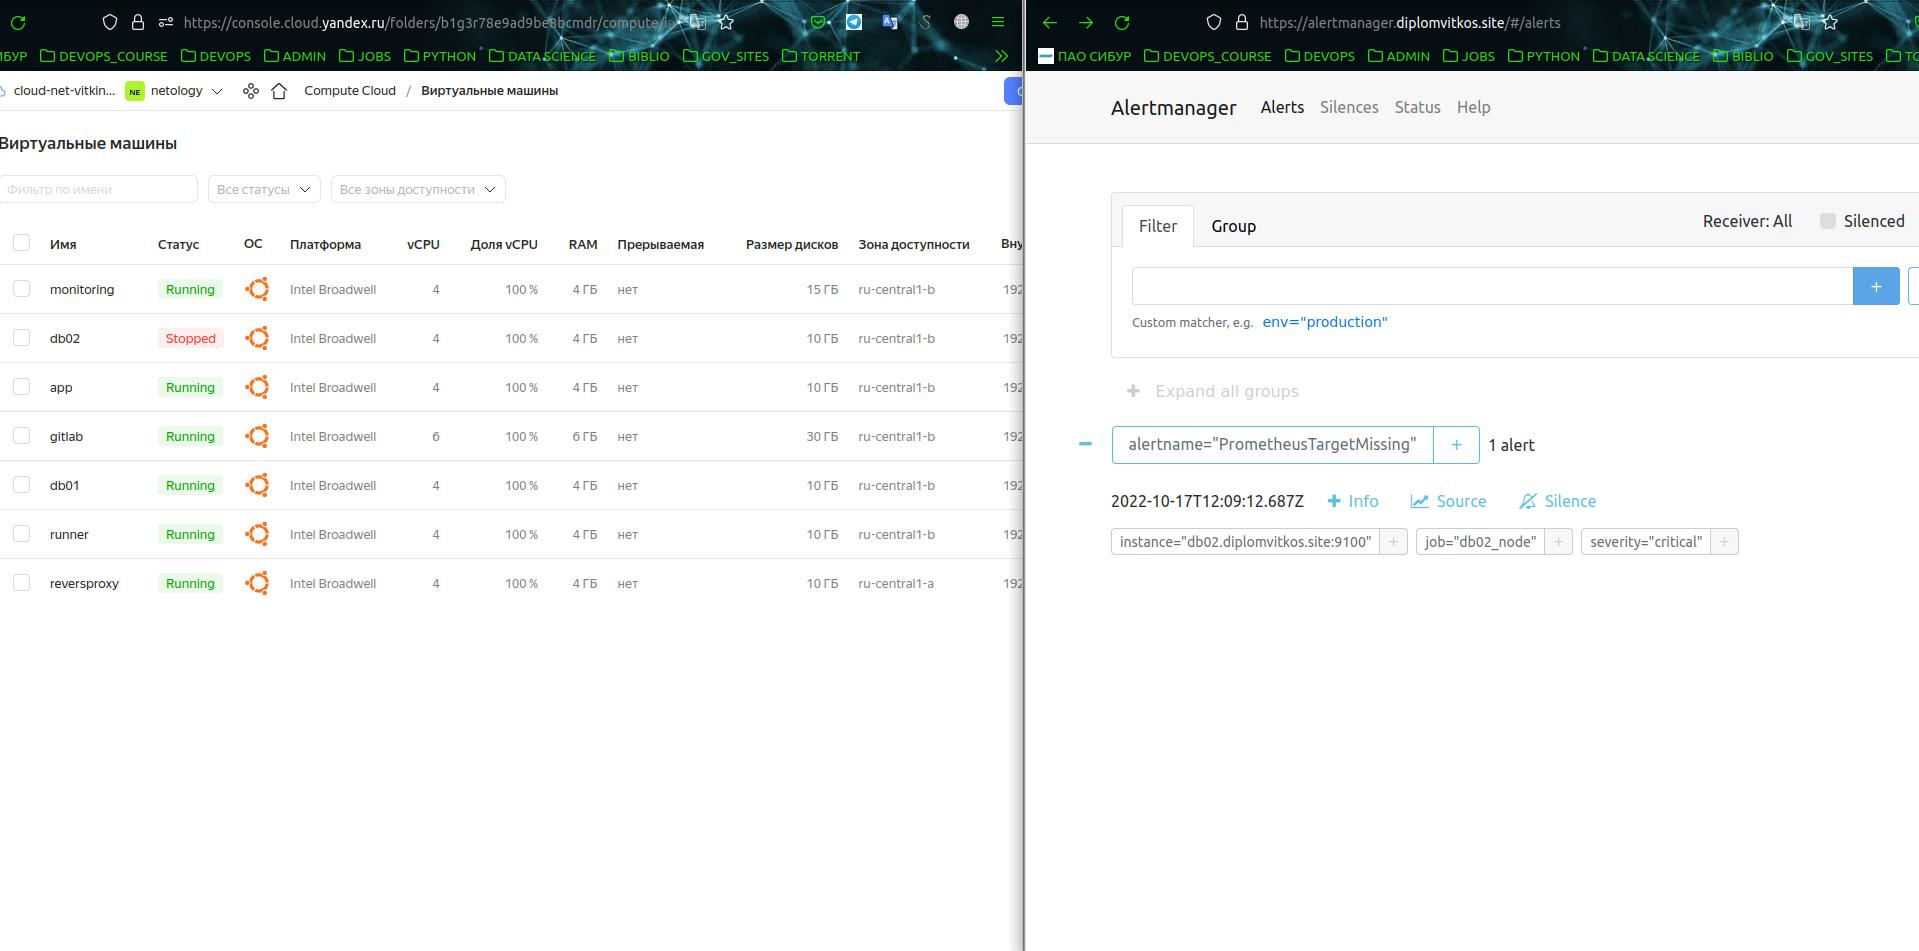 https://console.cloud.yandex.ru/folders/b1g3r78e9ad9be8bcmdr/compute/i
ИБУР DEVOPS_COURSE DEVOPS ADMIN JOBS PYTHON DATA SCIENCE BIBLIO GOV_SITES TORRENT
cloud-net-vitkin... NE netology Compute Cloud / Виртуальные машины
Виртуальные машины
Фильтр по имени Все статусы Все зоны доступности
Имя Статус ОС Платформа vCPU Доля vCPU RAM Прерываемая Размер дисков Зона доступности Вну
monitoring Running Intel Broadwell 4 100 % 4 ГБ нет 15 ГБ ru-central1-b 192
db02 Stopped Intel Broadwell 4 100 % 4 ГБ нет 10 ГБ ru-central1-b 192
app Running Intel Broadwell 4 100 % 4 ГБ нет 10 ГБ ru-central1-b 192
gitlab Running Intel Broadwell 6 100 % 6 ГБ нет 30 ГБ ru-central1-b 192
db01 Running Intel Broadwell 4 100 % 4 ГБ нет 10 ГБ ru-central1-b 192
runner Running Intel Broadwell 4 100 % 4 ГБ нет 10 ГБ ru-central1-b 192
reversproxy Running Intel Broadwell 4 100 % 4 ГБ нет 10 ГБ ru-central1-a 192
https://alertmanager.diplomvitkos.site/#/alerts
ПАО СИБУР DEVOPS_COURSE DEVOPS ADMIN JOBS PYTHON DATA SCIENCE BIBLIO GOV_SITES TO
Alertmanager Alerts Silences Status Help
Filter Group Receiver: All Silenced
+
Custom matcher, e.g. env="production"
+ Expand all groups
alertname="PrometheusTargetMissing" + 1 alert
2022-10-17T12:09:12.687Z + Info Source Silence
instance="db02.diplomvitkos.site:9100" + job="db02_node" + severity="critical" +